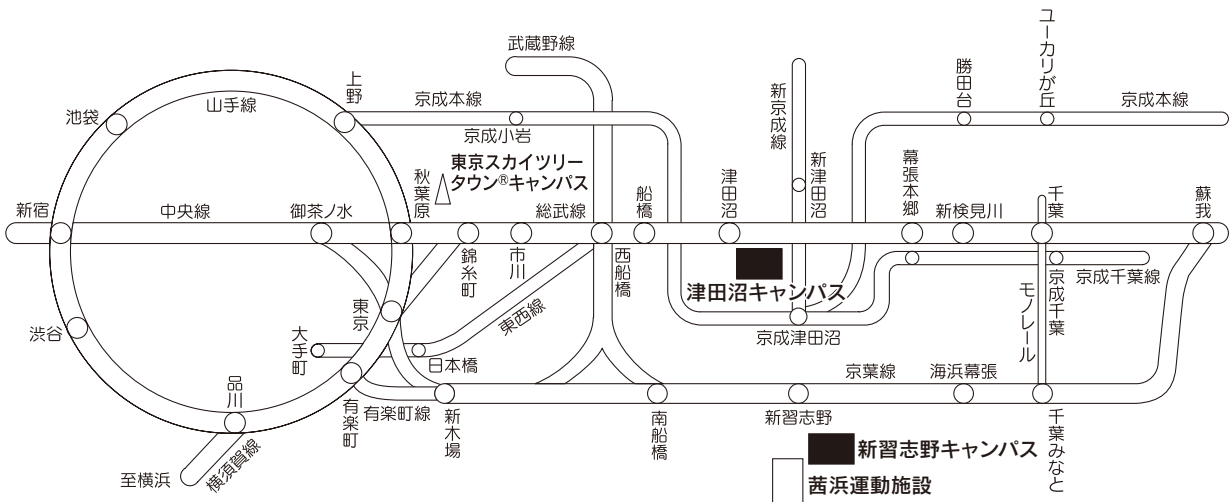 ユーカリが丘
武蔵野線
上野
山手線
京成本線
新京成線
勝田台
京成本線
池袋
京成小岩
東京スカイツリー
タウン®キャンパス
秋葉原
新津田沼
幕張本郷
船橋
津田沼
千葉
蘇我
新宿
中央線
御茶ノ水
総武線
新検見川
錦糸町
市川
西船橋
津田沼キャンパス
京成千葉線
京成千葉
モノレール
東京
東西線
渋谷
大手町
日本橋
京成津田沼
品川
有楽町
有楽町線
新木場
南船橋
新習志野
京葉線
海浜幕張
千葉みなと
至横浜
横須賀線
新習志野キャンパス
茜浜運動施設